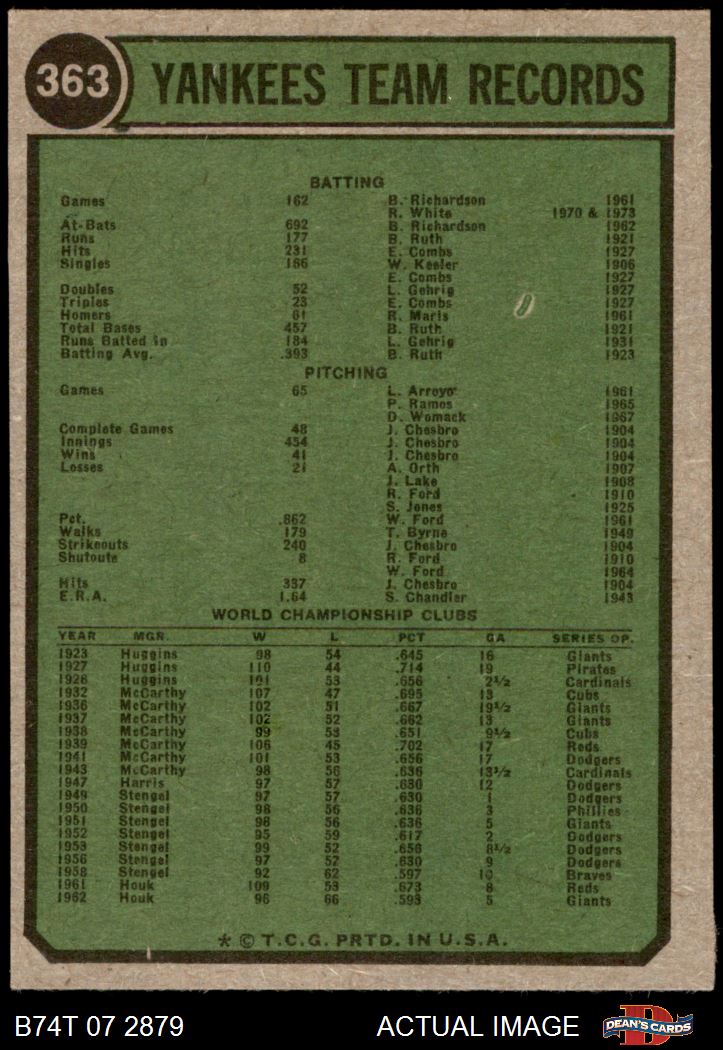 363 YANKEES TEAM RECORDS
BATTING
Games 162 B. Richardson 1961
R. White 1970 & 1973
At-Bats 692 B. Richardson 1962
Runs 177 B. Ruth 1921
Hits 231 E. Combs 1927
Singles 166 W. Keeler 1906
E. Combs 1927
Doubles 52 L. Gehrig 1927
Triples 23 E. Combs 1927
Homers 61 R. Maris 1961
Total Bases 457 B. Ruth 1921
Runs Batted In 184 L. Gehrig 1931
Batting Avg. .393 B. Ruth 1923
PITCHING
Games 65 L. Arroyo 1961
P. Ramos 1965
D. Womack 1967
Complete Games 48 J. Chesbro 1904
Innings 454 J. Chesbro 1904
Wins 41 J. Chesbro 1904
Losses 21 A. Orth 1907
J. Lake 1908
R. Ford 1910
S. Jones 1925
Pct. .862 W. Ford 1961
Walks 179 T. Byrne 1949
Strikeouts 240 J. Chesbro 1904
Shutouts 8 R. Ford 1910
W. Ford 1964
Hits 337 J. Chesbro 1904
E.R.A. 1.64 S. Chandler 1943
WORLD CHAMPIONSHIP CLUBS
YEAR MGR. W L PCT GA SERIES OP.
1923 Huggins 98 54 .645 16 Giants
1927 Huggins 110 44 .714 19 Pirates
1928 Huggins 101 53 .656 2½ Cardinals
1932 McCarthy 107 47 .695 13 Cubs
1936 McCarthy 102 51 .667 19½ Giants
1937 McCarthy 102 52 .662 13 Giants
1938 McCarthy 99 53 .651 9½ Cubs
1939 McCarthy 106 45 .702 17 Reds
1941 McCarthy 101 53 .656 17 Dodgers
1943 McCarthy 98 56 .636 13½ Cardinals
1947 Harris 97 57 .630 12 Dodgers
1949 Stengel 97 57 .630 1 Dodgers
1950 Stengel 98 56 .636 3 Phillies
1951 Stengel 98 56 .636 5 Giants
1952 Stengel 95 59 .617 2 Dodgers
1953 Stengel 99 52 .656 8½ Dodgers
1956 Stengel 97 57 .630 9 Dodgers
1958 Stengel 92 62 .597 10 Braves
1961 Houk 109 53 .673 8 Reds
1962 Houk 96 66 .593 5 Giants
* © T.C.G. PRTD. IN U.S.A.
B74T 07 2879 ACTUAL IMAGE D DEAN'S CARDS